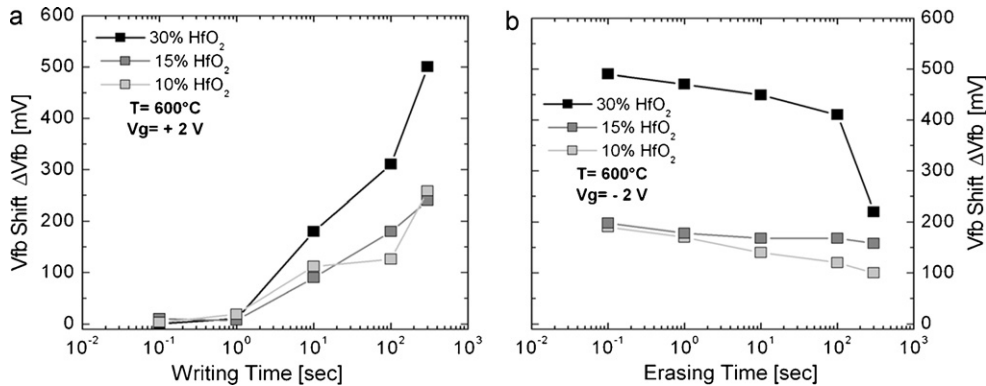 a
600
500
400
300
200
100
0
Vfb Shift ΔVfb [mV]
30% HfO₂
15% HfO₂
10% HfO₂
T= 600°C
Vg= + 2 V
10⁻² 10⁻¹ 10⁰ 10¹ 10² 10³
Writing Time [sec]
b
30% HfO₂
15% HfO₂
10% HfO₂
T= 600°C
Vg= - 2 V
600
500
400
300
200
100
0
Vfb Shift ΔVfb [mV]
10⁻² 10⁻¹ 10⁰ 10¹ 10² 10³
Erasing Time [sec]